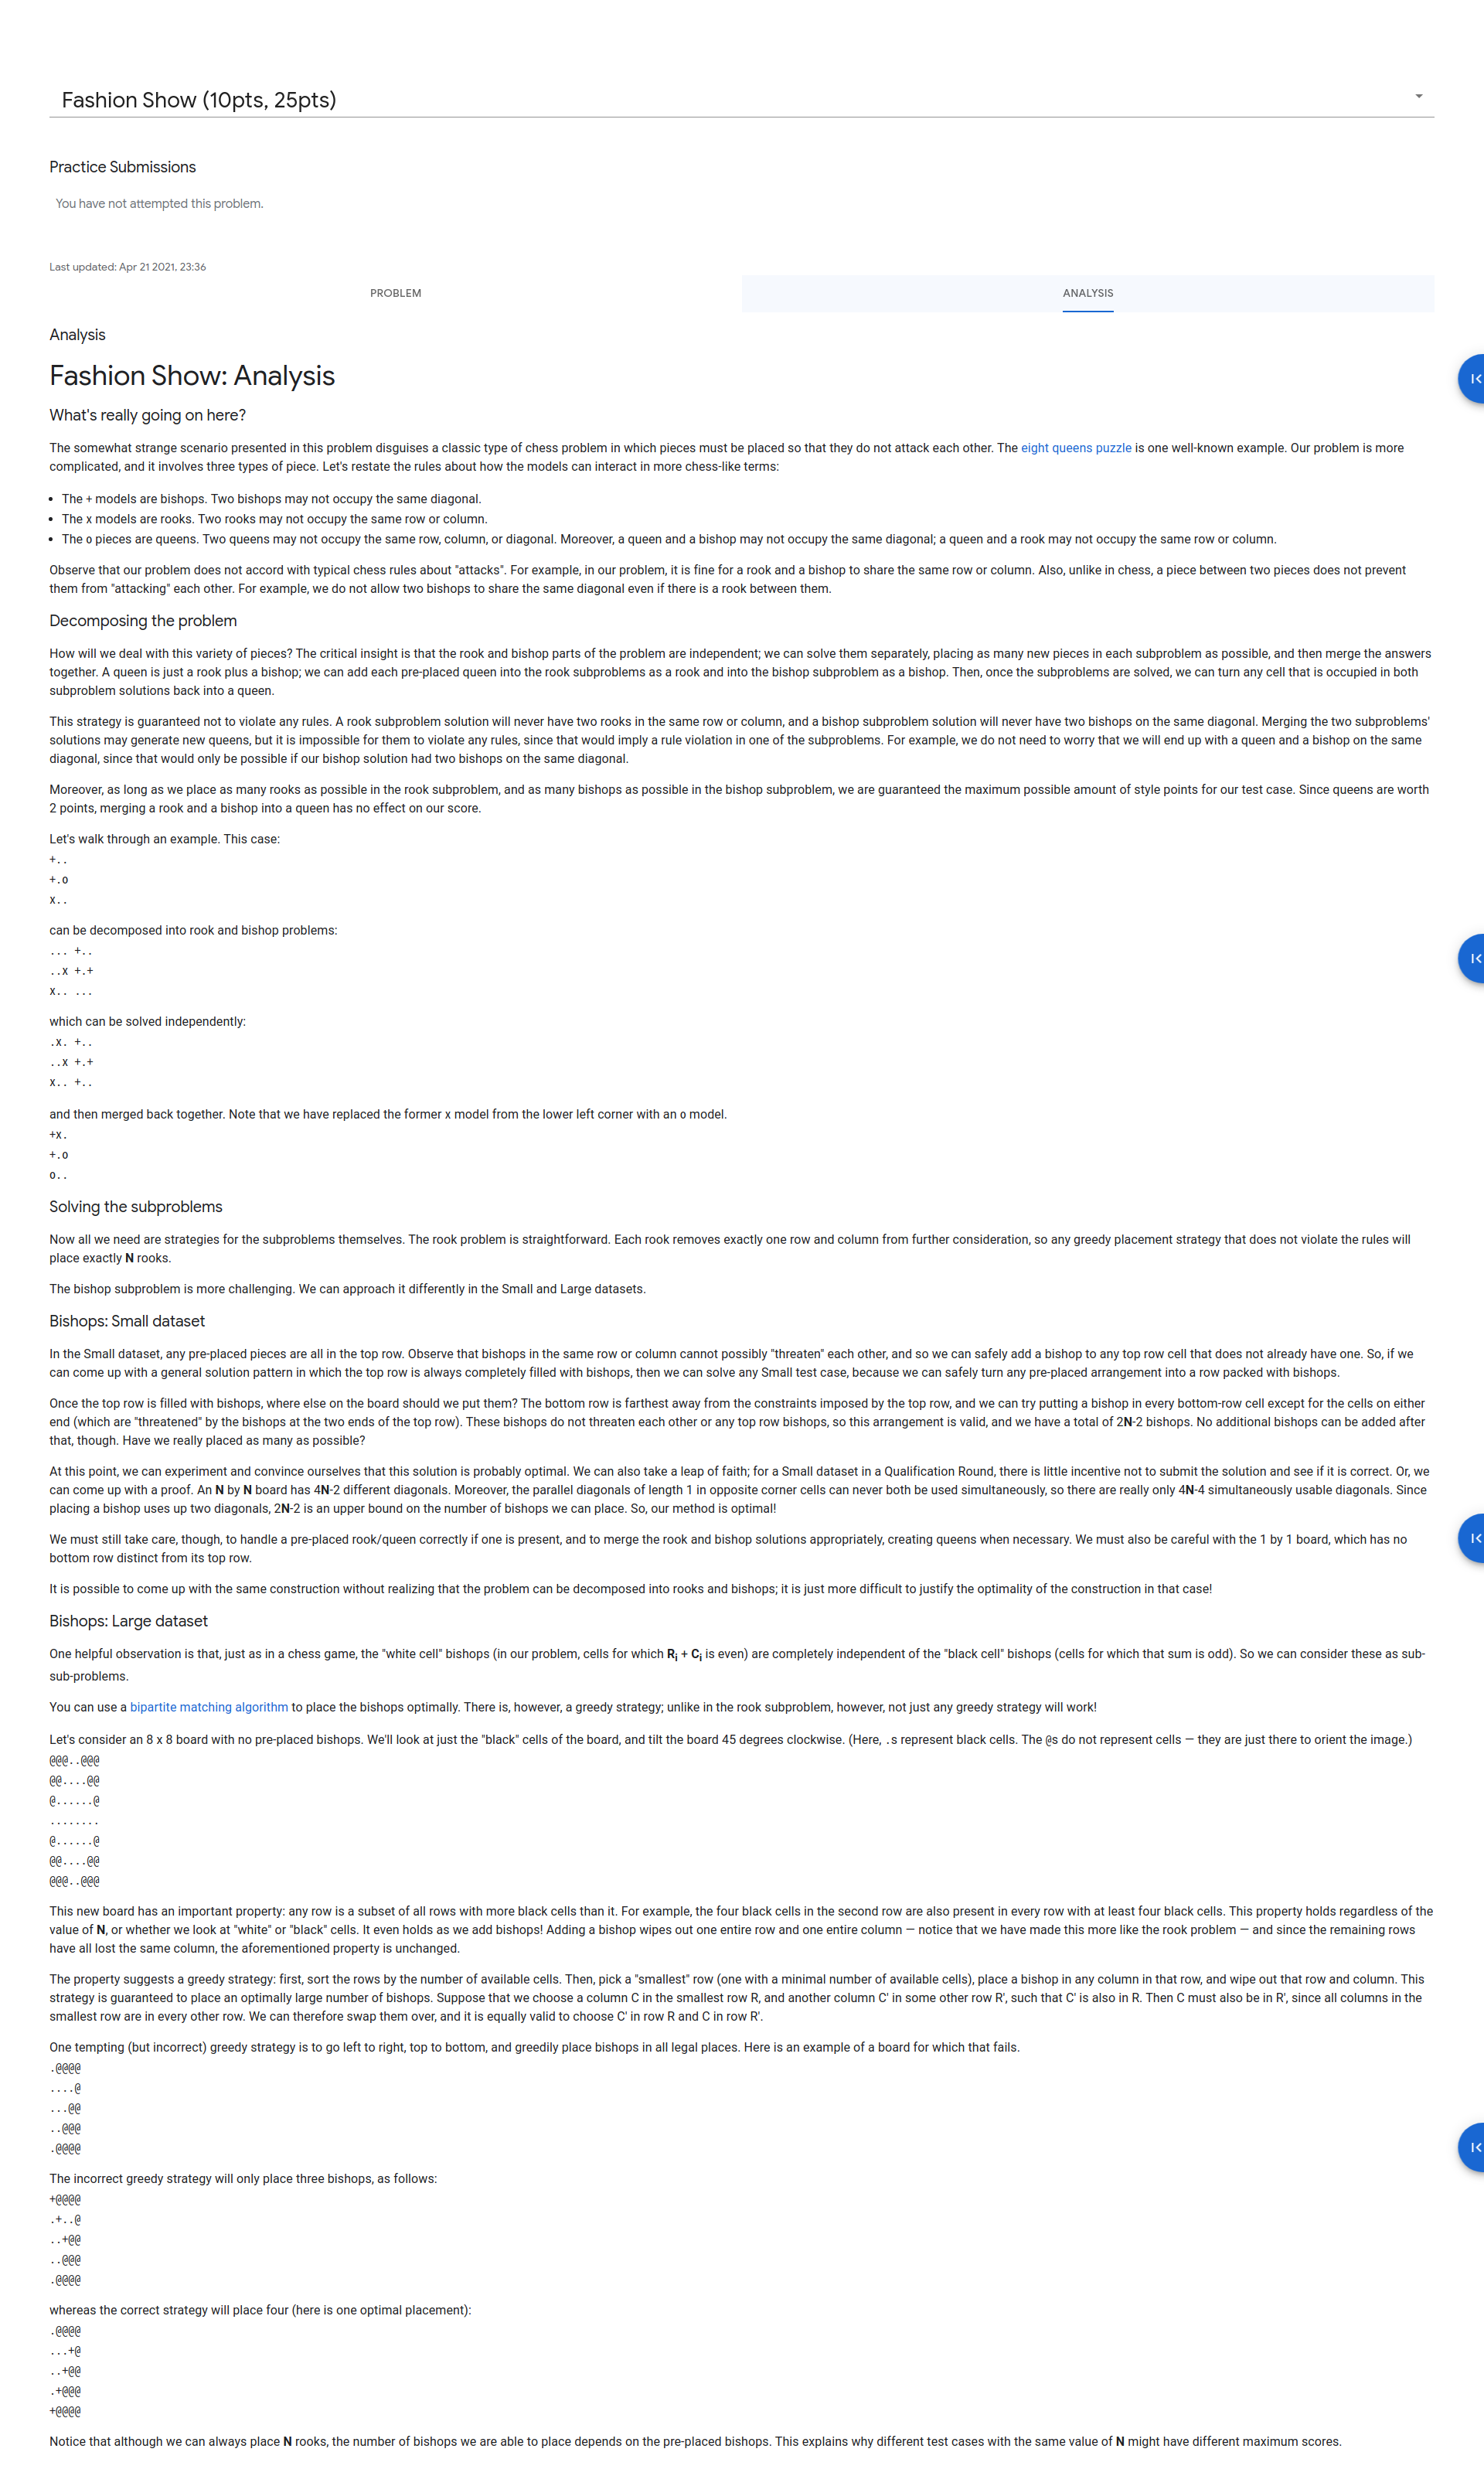 Fashion Show (10pts, 25pts)
Practice Submissions
You have not attempted this problem.
Last updated: Apr 21 2021, 23:36
PROBLEM
ANALYSIS
Analysis
Fashion Show: Analysis
What's really going on here?
The somewhat strange scenario presented in this problem disguises a classic type of chess problem in which pieces must be placed so that they do not attack each other. The eight queens puzzle is one well-known example. Our problem is more
complicated, and it involves three types of piece. Let's restate the rules about how the models can interact in more chess-like terms:
• The + models are bishops. Two bishops may not occupy the same diagonal.
• The x models are rooks. Two rooks may not occupy the same row or column.
• The o pieces are queens. Two queens may not occupy the same row, column, or diagonal. Moreover, a queen and a bishop may not occupy the same diagonal; a queen and a rook may not occupy the same row or column.
Observe that our problem does not accord with typical chess rules about "attacks". For example, in our problem, it is fine for a rook and a bishop to share the same row or column. Also, unlike in chess, a piece between two pieces does not prevent
them from "attacking" each other. For example, we do not allow two bishops to share the same diagonal even if there is a rook between them.
Decomposing the problem
How will we deal with this variety of pieces? The critical insight is that the rook and bishop parts of the problem are independent; we can solve them separately, placing as many new pieces in each subproblem as possible, and then merge the answers
together. A queen is just a rook plus a bishop; we can add each pre-placed queen into the rook subproblems as a rook and into the bishop subproblem as a bishop. Then, once the subproblems are solved, we can turn any cell that is occupied in both
subproblem solutions back into a queen.
This strategy is guaranteed not to violate any rules. A rook subproblem solution will never have two rooks in the same row or column, and a bishop subproblem solution will never have two bishops on the same diagonal. Merging the two subproblems'
solutions may generate new queens, but it is impossible for them to violate any rules, since that would imply a rule violation in one of the subproblems. For example, we do not need to worry that we will end up with a queen and a bishop on the same
diagonal, since that would only be possible if our bishop solution had two bishops on the same diagonal.
Moreover, as long as we place as many rooks as possible in the rook subproblem, and as many bishops as possible in the bishop subproblem, we are guaranteed the maximum possible amount of style points for our test case. Since queens are worth
2 points, merging a rook and a bishop into a queen has no effect on our score.
Let's walk through an example. This case:
+..
+.o
x..
can be decomposed into rook and bishop problems:
... +..
..x +.+
x.. ...
which can be solved independently:
.x. +..
..x +.+
x.. +..
and then merged back together. Note that we have replaced the former x model from the lower left corner with an o model.
+x.
+.o
o..
Solving the subproblems
Now all we need are strategies for the subproblems themselves. The rook problem is straightforward. Each rook removes exactly one row and column from further consideration, so any greedy placement strategy that does not violate the rules will
place exactly N rooks.
The bishop subproblem is more challenging. We can approach it differently in the Small and Large datasets.
Bishops: Small dataset
In the Small dataset, any pre-placed pieces are all in the top row. Observe that bishops in the same row or column cannot possibly "threaten" each other, and so we can safely add a bishop to any top row cell that does not already have one. So, if we
can come up with a general solution pattern in which the top row is always completely filled with bishops, then we can solve any Small test case, because we can safely turn any pre-placed arrangement into a row packed with bishops.
Once the top row is filled with bishops, where else on the board should we put them? The bottom row is farthest away from the constraints imposed by the top row, and we can try putting a bishop in every bottom-row cell except for the cells on either
end (which are "threatened" by the bishops at the two ends of the top row). These bishops do not threaten each other or any top row bishops, so this arrangement is valid, and we have a total of 2N-2 bishops. No additional bishops can be added after
that, though. Have we really placed as many as possible?
At this point, we can experiment and convince ourselves that this solution is probably optimal. We can also take a leap of faith; for a Small dataset in a Qualification Round, there is little incentive not to submit the solution and see if it is correct. Or, we
can come up with a proof. An N by N board has 4N-2 different diagonals. Moreover, the parallel diagonals of length 1 in opposite corner cells can never both be used simultaneously, so there are really only 4N-4 simultaneously usable diagonals. Since
placing a bishop uses up two diagonals, 2N-2 is an upper bound on the number of bishops we can place. So, our method is optimal!
We must still take care, though, to handle a pre-placed rook/queen correctly if one is present, and to merge the rook and bishop solutions appropriately, creating queens when necessary. We must also be careful with the 1 by 1 board, which has no
bottom row distinct from its top row.
It is possible to come up with the same construction without realizing that the problem can be decomposed into rooks and bishops; it is just more difficult to justify the optimality of the construction in that case!
Bishops: Large dataset
One helpful observation is that, just as in a chess game, the "white cell" bishops (in our problem, cells for which Ri + Ci is even) are completely independent of the "black cell" bishops (cells for which that sum is odd). So we can consider these as sub-
sub-problems.
You can use a bipartite matching algorithm to place the bishops optimally. There is, however, a greedy strategy; unlike in the rook subproblem, however, not just any greedy strategy will work!
Let's consider an 8 x 8 board with no pre-placed bishops. We'll look at just the "black" cells of the board, and tilt the board 45 degrees clockwise. (Here, .s represent black cells. The @s do not represent cells — they are just there to orient the image.)
@@@..@@@
@@....@@
@......@
........
@......@
@@....@@
@@@..@@@
This new board has an important property: any row is a subset of all rows with more black cells than it. For example, the four black cells in the second row are also present in every row with at least four black cells. This property holds regardless of the
value of N, or whether we look at "white" or "black" cells. It even holds as we add bishops! Adding a bishop wipes out one entire row and one entire column — notice that we have made this more like the rook problem — and since the remaining rows
have all lost the same column, the aforementioned property is unchanged.
The property suggests a greedy strategy: first, sort the rows by the number of available cells. Then, pick a "smallest" row (one with a minimal number of available cells), place a bishop in any column in that row, and wipe out that row and column. This
strategy is guaranteed to place an optimally large number of bishops. Suppose that we choose a column C in the smallest row R, and another column C' in some other row R', such that C' is also in R. Then C must also be in R', since all columns in the
smallest row are in every other row. We can therefore swap them over, and it is equally valid to choose C' in row R and C in row R'.
One tempting (but incorrect) greedy strategy is to go left to right, top to bottom, and greedily place bishops in all legal places. Here is an example of a board for which that fails.
.@@@@
....@
...@@
..@@@
.@@@@
The incorrect greedy strategy will only place three bishops, as follows:
+@@@@
.+..@
..+@@
..@@@
.@@@@
whereas the correct strategy will place four (here is one optimal placement):
.@@@@
...+@
..+@@
.+@@@
+@@@@
Notice that although we can always place N rooks, the number of bishops we are able to place depends on the pre-placed bishops. This explains why different test cases with the same value of N might have different maximum scores.